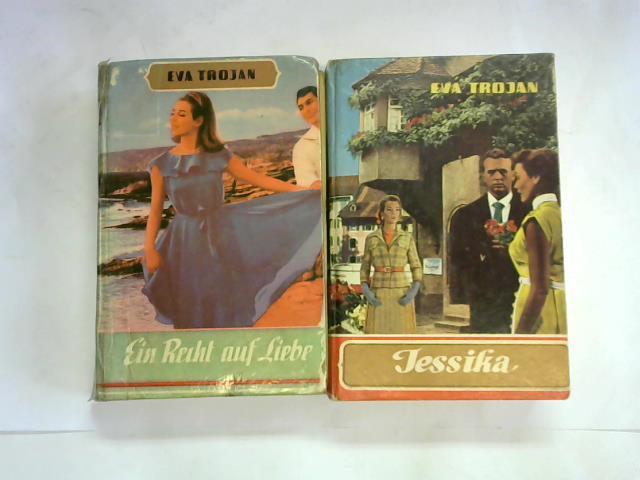 EVA TROJAN
Ein Recht auf Liebe
EVA TROJAN
Jessika